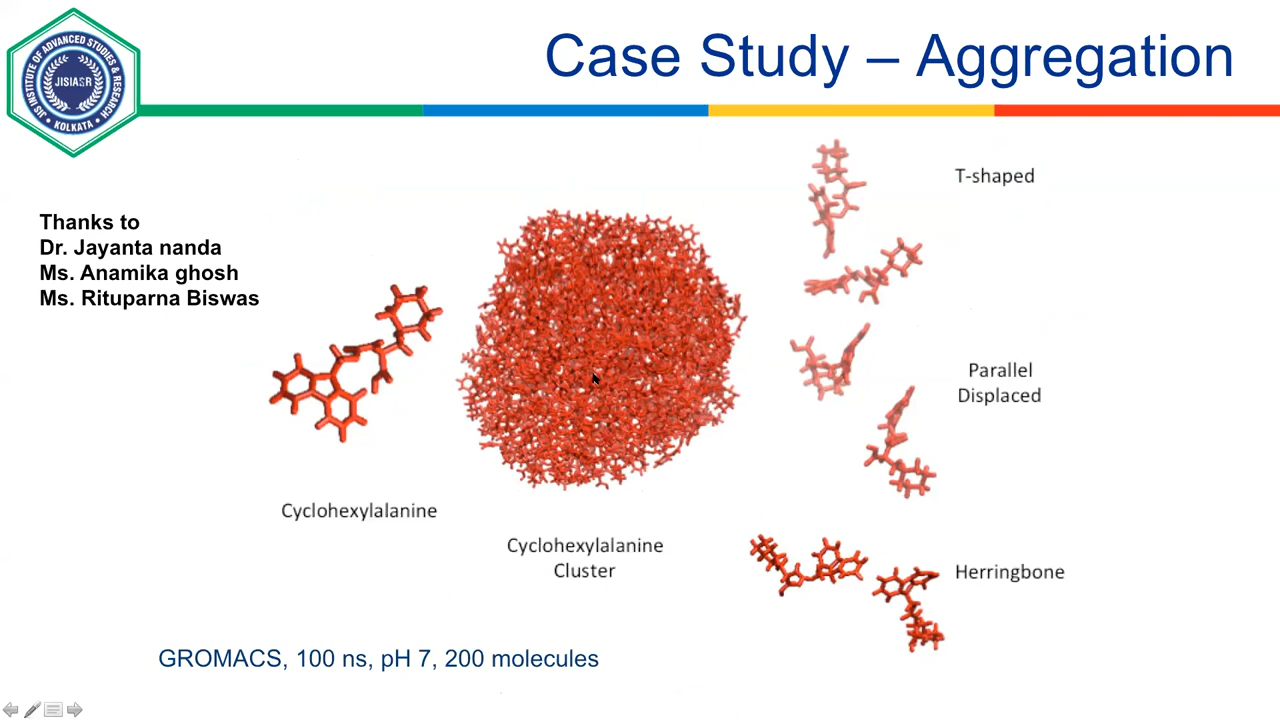 Case Study – Aggregation
JIS INSTITUTE OF ADVANCED STUDIES & RESEARCH
JISIASR
• KOLKATA •
Thanks to
Dr. Jayanta nanda
Ms. Anamika ghosh
Ms. Rituparna Biswas
T-shaped
Parallel
Displaced
Cyclohexylalanine
Cyclohexylalanine
Cluster
Herringbone
GROMACS, 100 ns, pH 7, 200 molecules